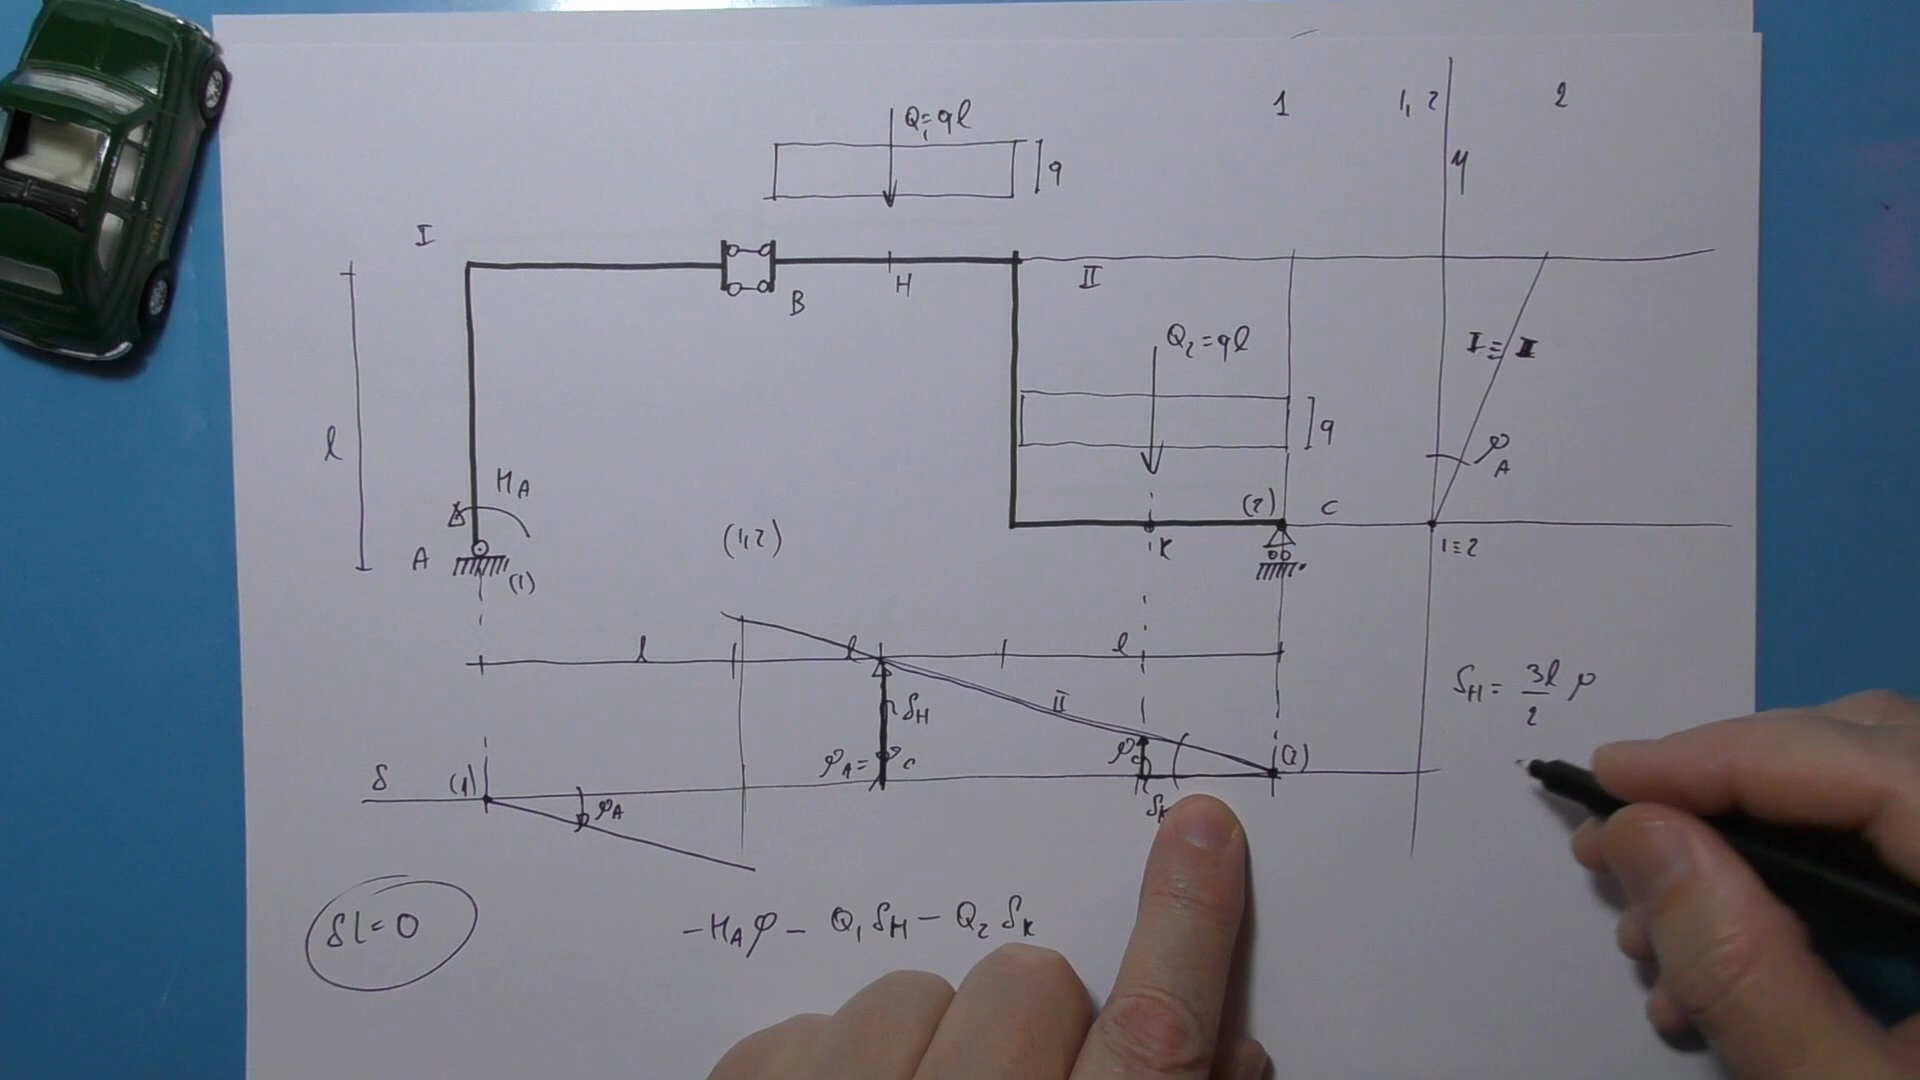 1 1, 2 2
Q₁=ql
q
y
I
II
H
B
Q₂=ql
I≡II
l
q
φA
MA
(2) C
(1,2)
A
(1)
K
1≡2
l l l
δH = 3l/2 φ
II
δH
δ (1)
φA
φA = φC
φC
(2)
δK
δL=0
-MAφ - Q₁δH - Q₂δK